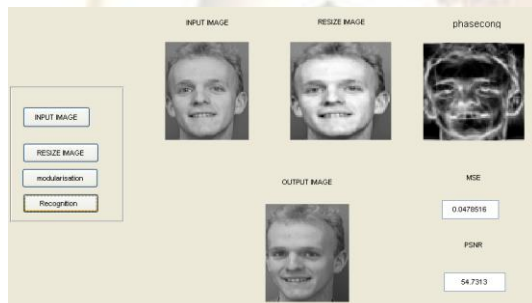 INPUT IMAGE
RESIZE IMAGE
phasecong
INPUT IMAGE
RESIZE IMAGE
modularisation
Recognition
OUTPUT IMAGE
MSE
0.0478516
PSNR
54.7313